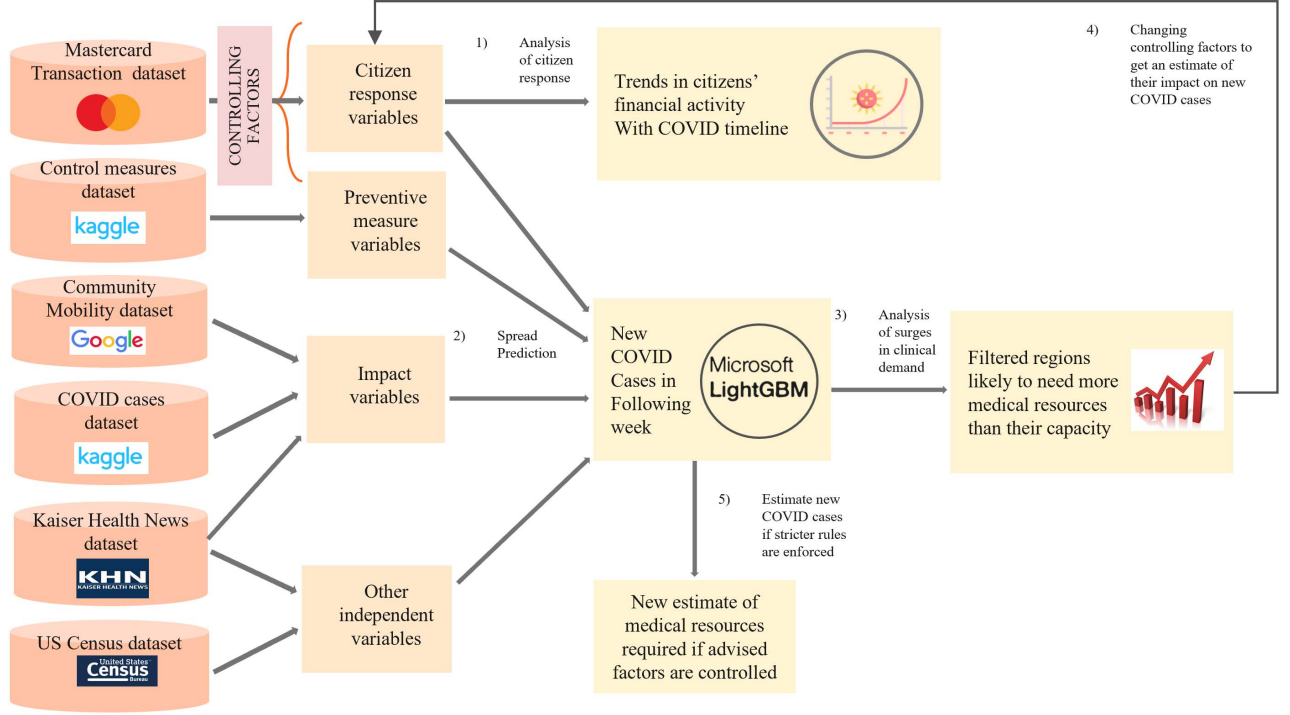 Mastercard
Transaction dataset
CONTROLLING
FACTORS
Citizen
response
variables
1) Analysis
of citizen
response
Trends in citizens’
financial activity
With COVID timeline
4) Changing
controlling factors to
get an estimate of
their impact on new
COVID cases
Control measures
dataset
kaggle
Preventive
measure
variables
Community
Mobility dataset
Google
COVID cases
dataset
kaggle
Impact
variables
2) Spread
Prediction
New
COVID
Cases in
Following
week
Microsoft
LightGBM
3) Analysis
of surges
in clinical
demand
Filtered regions
likely to need more
medical resources
than their capacity
Kaiser Health News
dataset
KHN
KAISER HEALTH NEWS
US Census dataset
United States™
Census
Bureau
Other
independent
variables
5) Estimate new
COVID cases
if stricter rules
are enforced
New estimate of
medical resources
required if advised
factors are controlled